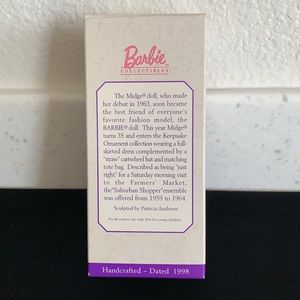 Barbie
COLLECTIBLES
The Midge® doll, who made
her debut in 1963, soon became
the best friend of everyone's
favorite fashion model, the
BARBIE® doll. This year Midge®
turns 35 and enters the Keepsake
Ornament collection wearing a full-
skirted dress complemented by a
"straw" cartwheel hat and matching
tote bag. Described as being "just
right" for a Saturday morning visit
to the Farmers' Market,
the "Suburban Shopper" ensemble
was offered from 1959 to 1964.
Sculpted by Patricia Andrews
For decorative use only. Not for young children.
Handcrafted – Dated 1998